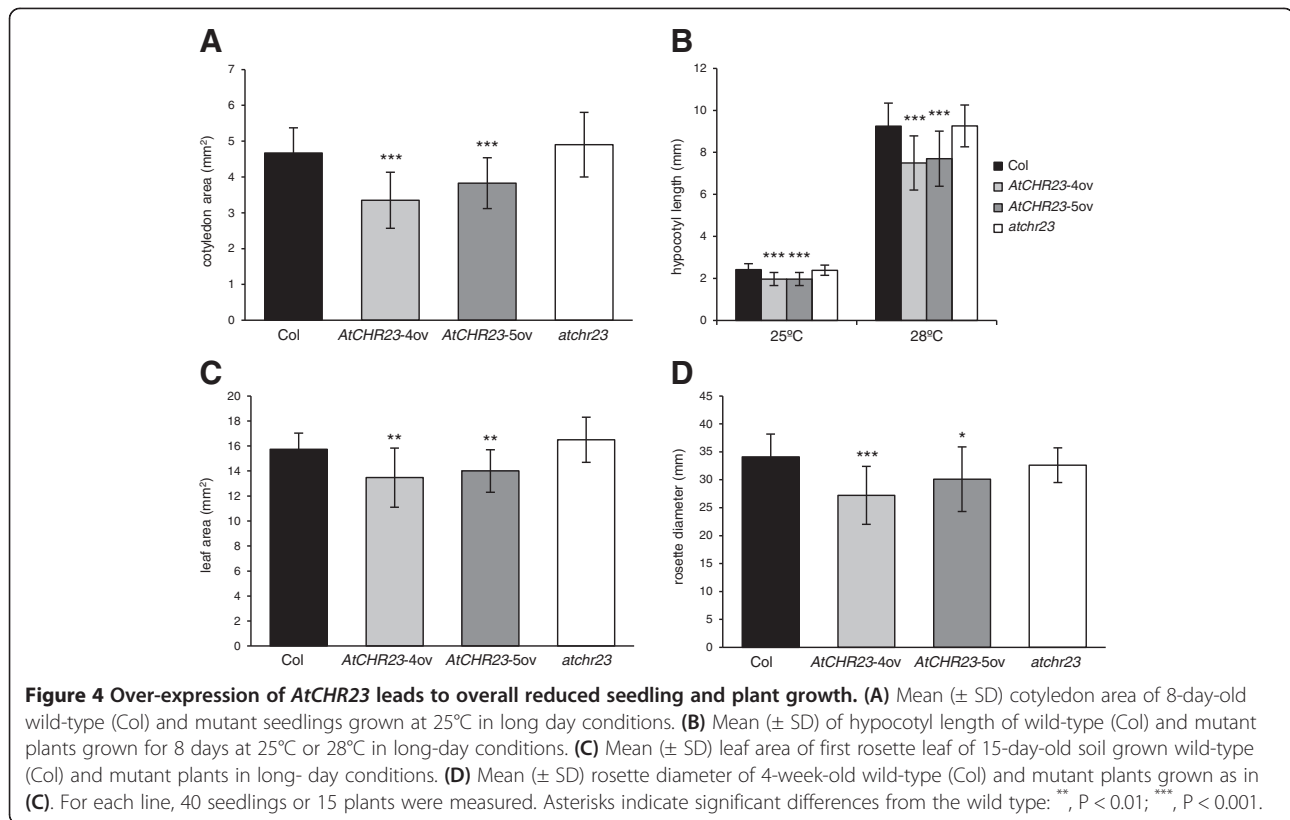 A
7
6
5
4
3
2
1
0
cotyledon area (mm²)
***
***
Col
AtCHR23-4ov
AtCHR23-5ov
atchr23
B
12
10
8
6
4
2
0
hypocotyl length (mm)
*** ***
*** ***
25ºC
28ºC
Col
AtCHR23-4ov
AtCHR23-5ov
atchr23
C
20
18
16
14
12
10
8
6
4
2
0
leaf area (mm²)
**
**
Col
AtCHR23-4ov
AtCHR23-5ov
atchr23
D
45
40
35
30
25
20
15
10
5
0
rosette diameter (mm)
***
*
Col
AtCHR23-4ov
AtCHR23-5ov
atchr23
Figure 4 Over-expression of AtCHR23 leads to overall reduced seedling and plant growth. (A) Mean (± SD) cotyledon area of 8-day-old
wild-type (Col) and mutant seedlings grown at 25°C in long day conditions. (B) Mean (± SD) of hypocotyl length of wild-type (Col) and mutant
plants grown for 8 days at 25°C or 28°C in long-day conditions. (C) Mean (± SD) leaf area of first rosette leaf of 15-day-old soil grown wild-type
(Col) and mutant plants in long- day conditions. (D) Mean (± SD) rosette diameter of 4-week-old wild-type (Col) and mutant plants grown as in
(C). For each line, 40 seedlings or 15 plants were measured. Asterisks indicate significant differences from the wild type: **, P < 0.01; ***, P < 0.001.